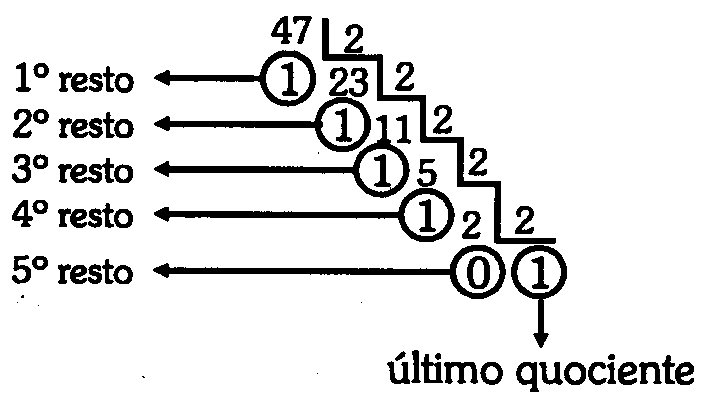 47 2
1º resto 1 23 2
2º resto 1 11 2
3º resto 1 5 2
4º resto 1 2 2
5º resto 0 1
último quociente